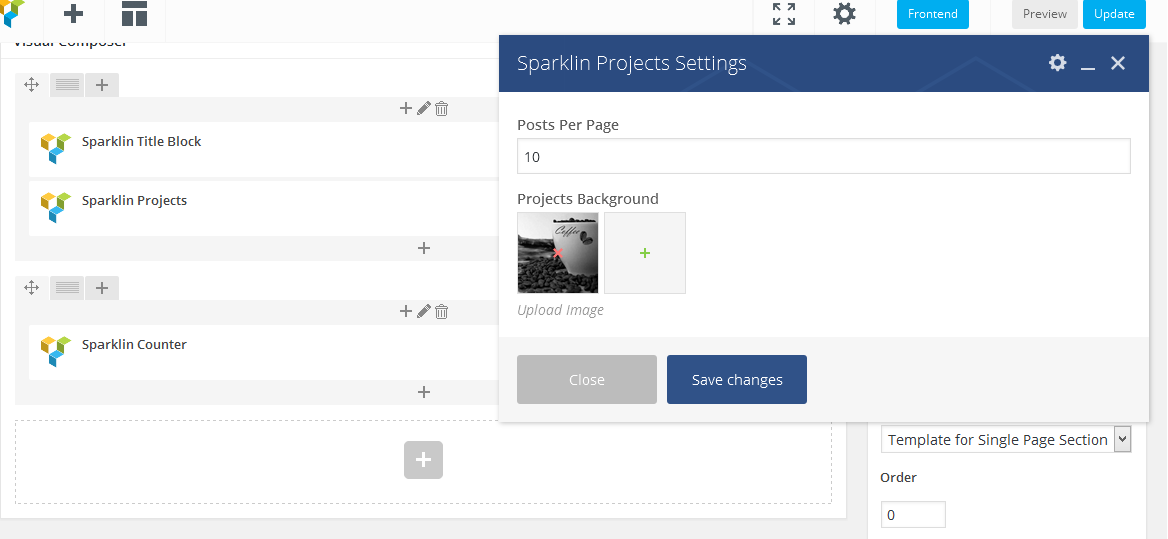 Frontend
Preview
Update
Visual Composer
Sparklin Projects Settings
Posts Per Page
10
Projects Background
Coffee
Upload Image
Close
Save changes
Sparklin Title Block
Sparklin Projects
Sparklin Counter
Template for Single Page Section
Order
0